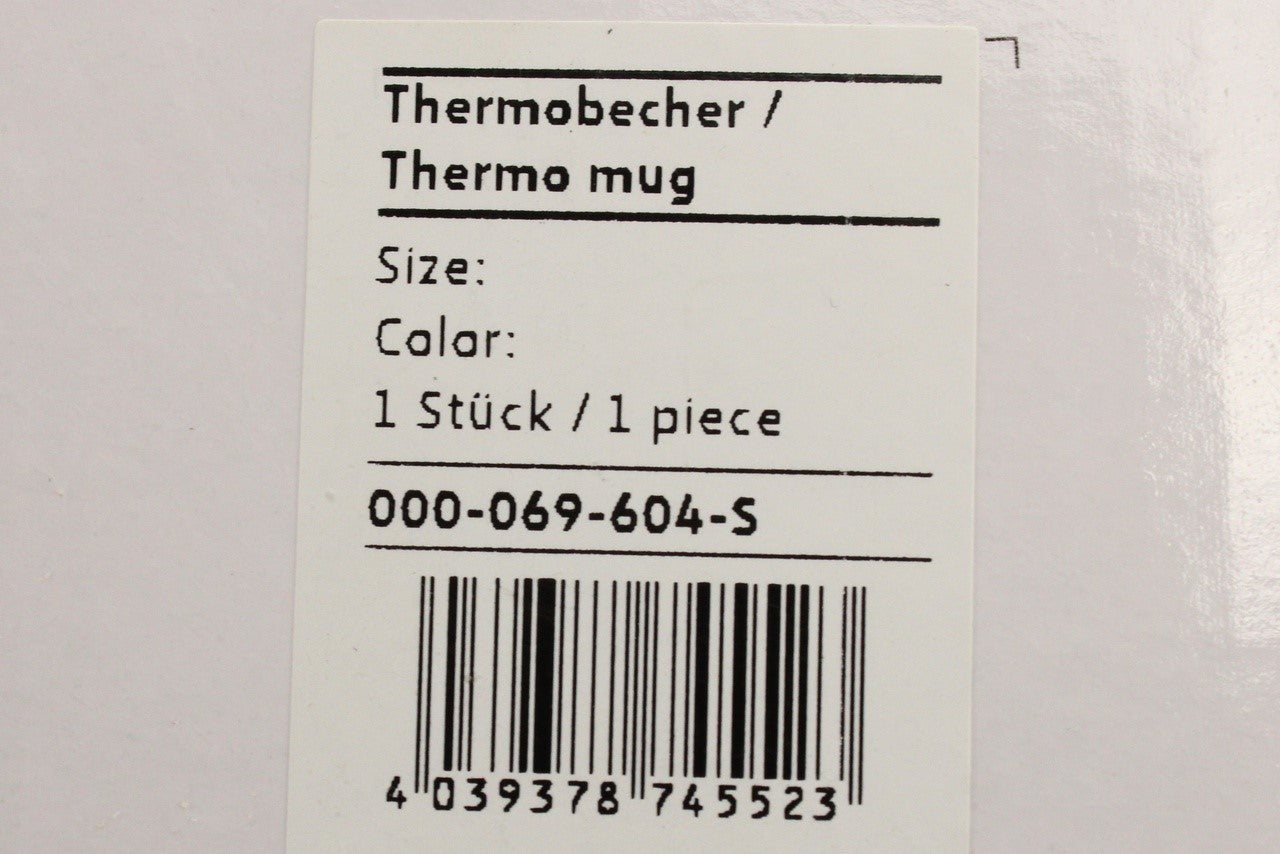 Thermobecher /
Thermo mug
Size:
Color:
1 Stück / 1 piece
000-069-604-S
4 039378 745523